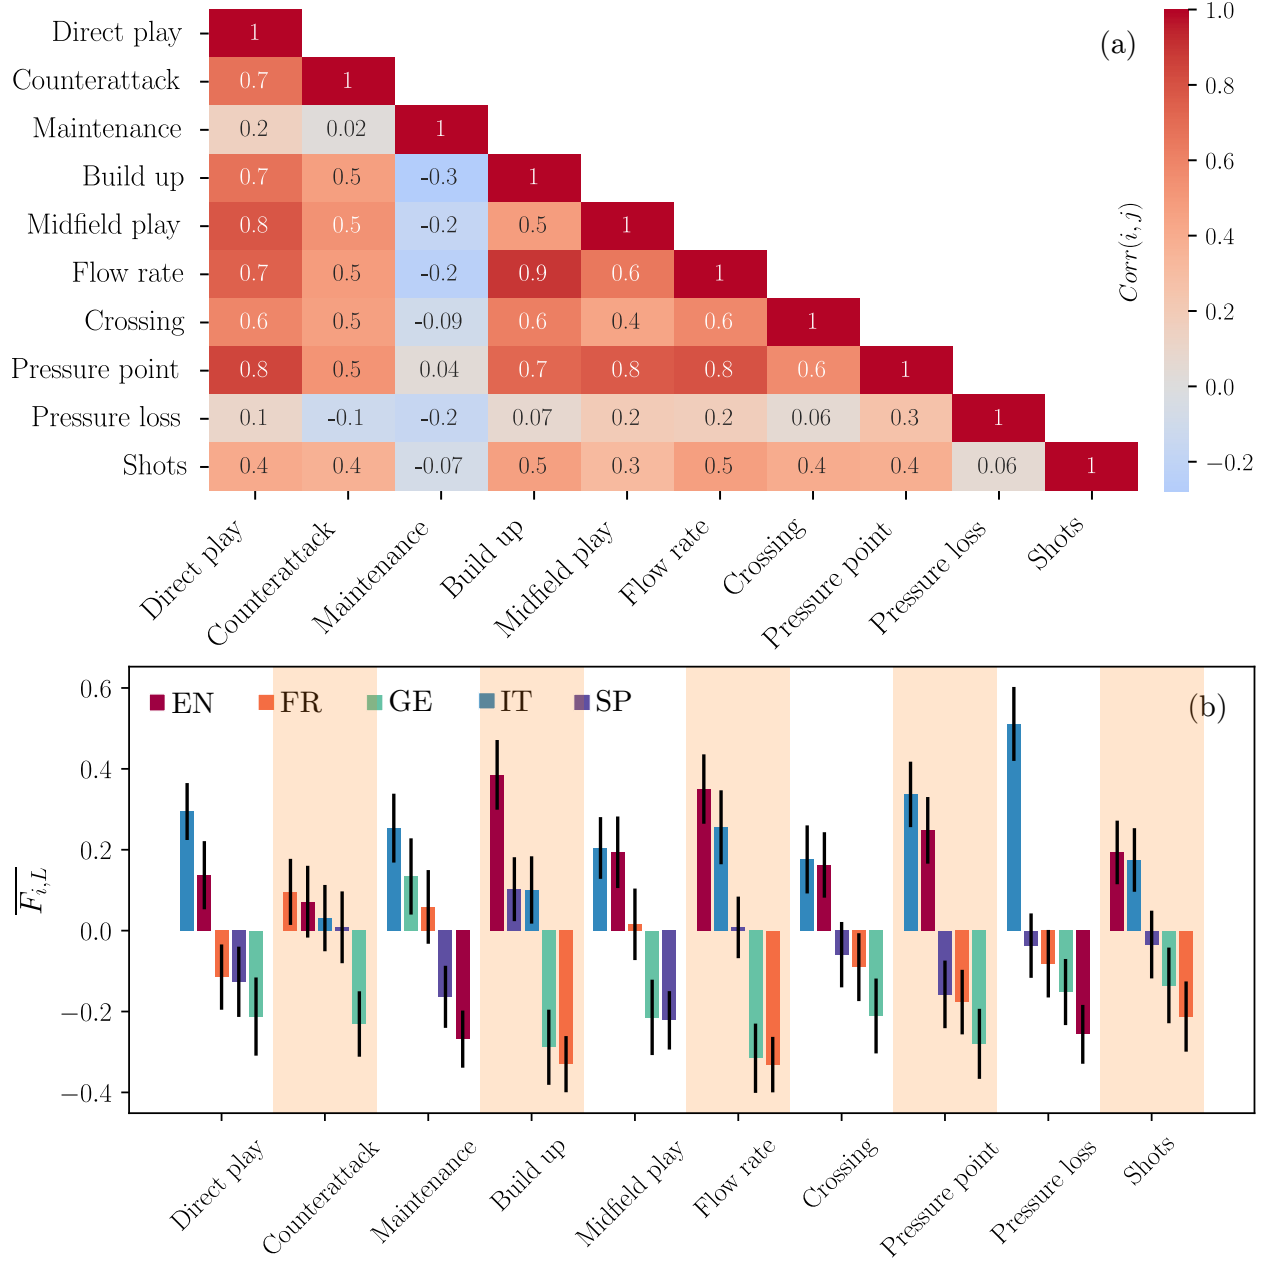 (a)
Direct play 1
Counterattack 0.7 1
Maintenance 0.2 0.02 1
Build up 0.7 0.5 -0.3 1
Midfield play 0.8 0.5 -0.2 0.5 1
Flow rate 0.7 0.5 -0.2 0.9 0.6 1
Crossing 0.6 0.5 -0.09 0.6 0.4 0.6 1
Pressure point 0.8 0.5 0.04 0.7 0.8 0.8 0.6 1
Pressure loss 0.1 -0.1 -0.2 0.07 0.2 0.2 0.06 0.3 1
Shots 0.4 0.4 -0.07 0.5 0.3 0.5 0.4 0.4 0.06 1
Direct play Counterattack Maintenance Build up Midfield play Flow rate Crossing Pressure point Pressure loss Shots
Corr(i, j)
1.0
0.8
0.6
0.4
0.2
0.0
−0.2
(b)
EN FR GE IT SP
F_{i,L}
0.6
0.4
0.2
0.0
−0.2
−0.4
Direct play Counterattack Maintenance Build up Midfield play Flow rate Crossing Pressure point Pressure loss Shots